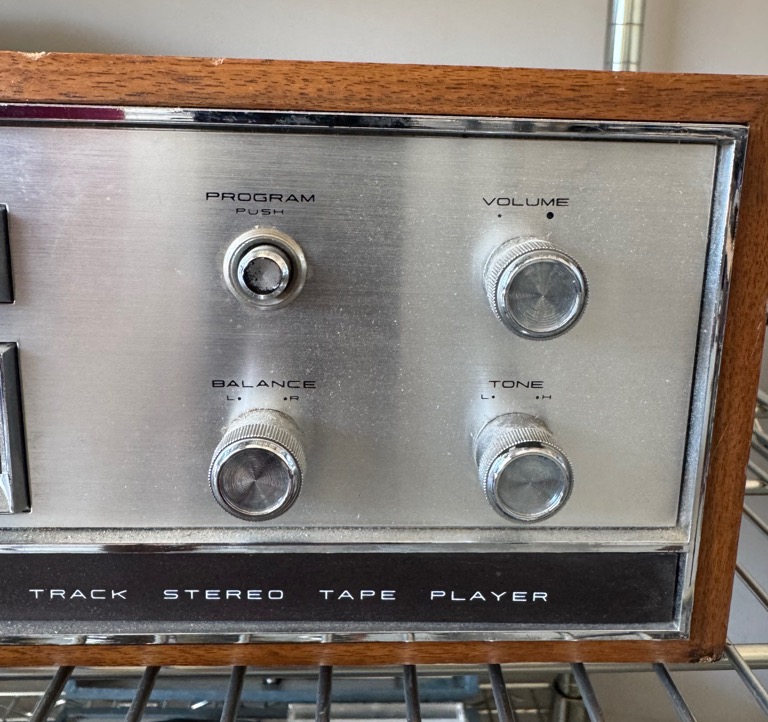 PROGRAM
PUSH
VOLUME
BALANCE
L R
TONE
L H
TRACK STEREO TAPE PLAYER